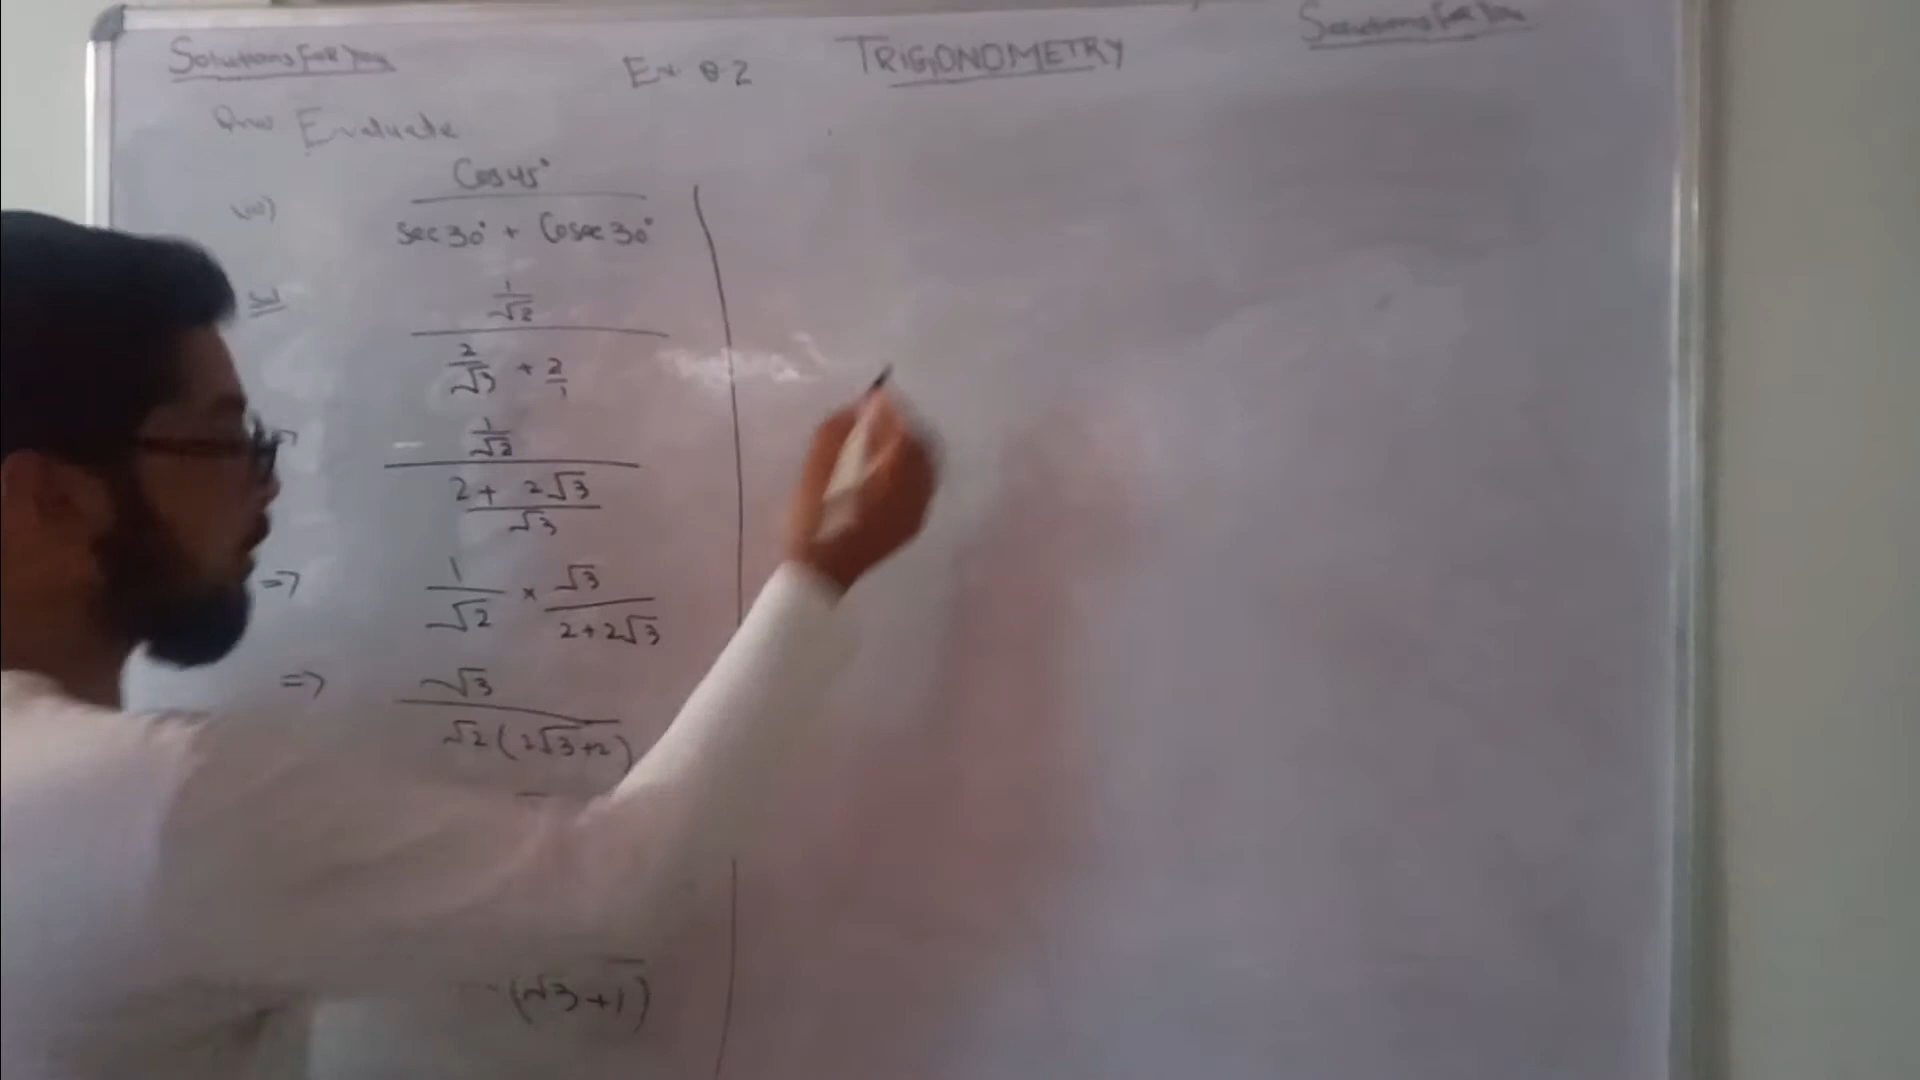 Solutions For You
Ex 8.2
TRIGONOMETRY
Solutions For You
Evaluate
Cos45°
sec30° + Cosec30°
1/√2
2/√3 + 2/1
1/√2
2 + 2√3
√3
=> 1/√2 × √3/2+2√3
=> √3
√2(2√3+2)
(√3+1)